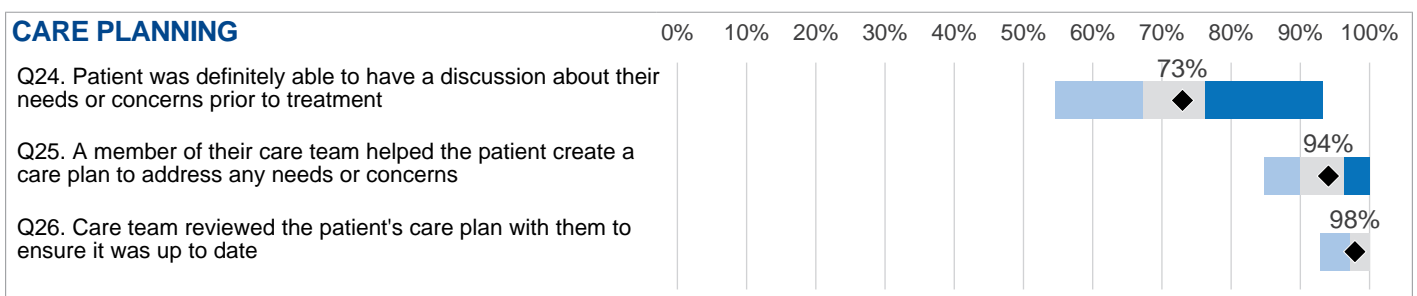 CARE PLANNING
0% 10% 20% 30% 40% 50% 60% 70% 80% 90% 100%
Q24. Patient was definitely able to have a discussion about their
needs or concerns prior to treatment
73%
Q25. A member of their care team helped the patient create a
care plan to address any needs or concerns
94%
Q26. Care team reviewed the patient's care plan with them to
ensure it was up to date
98%